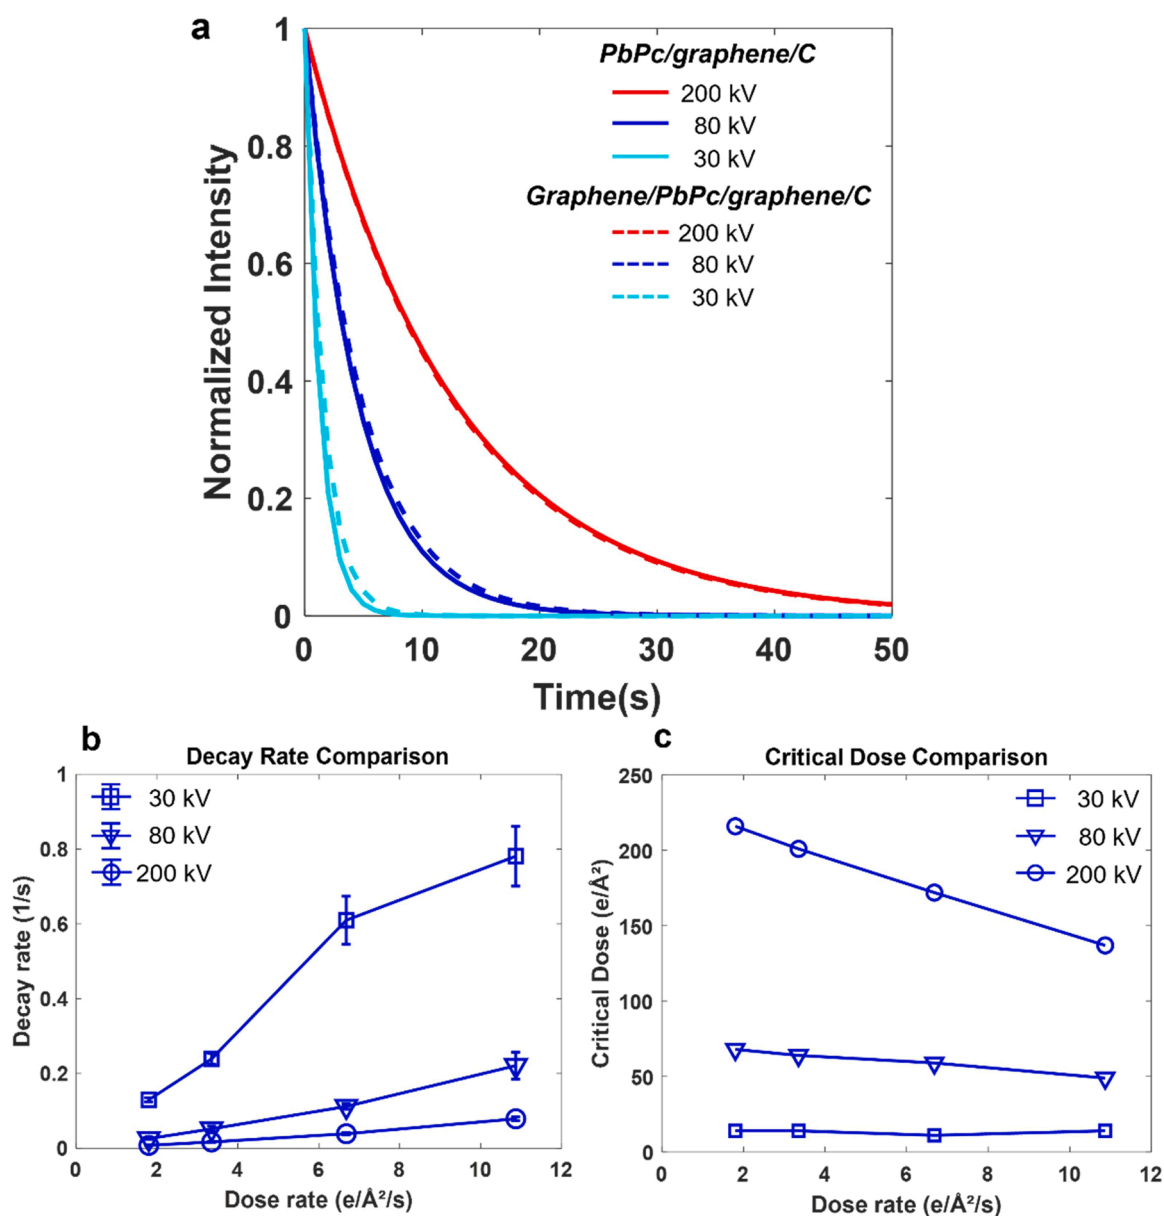 a
PbPc/graphene/C
200 kV
80 kV
30 kV
Graphene/PbPc/graphene/C
200 kV
80 kV
30 kV
Normalized Intensity
1
0.8
0.6
0.4
0.2
0
0 10 20 30 40 50
Time(s)
b
Decay Rate Comparison
30 kV
80 kV
200 kV
Decay rate (1/s)
1
0.8
0.6
0.4
0.2
0
0 2 4 6 8 10 12
Dose rate (e/Å²/s)
c
Critical Dose Comparison
30 kV
80 kV
200 kV
Critical Dose (e/Å²)
250
200
150
100
50
0
0 2 4 6 8 10 12
Dose rate (e/Å²/s)